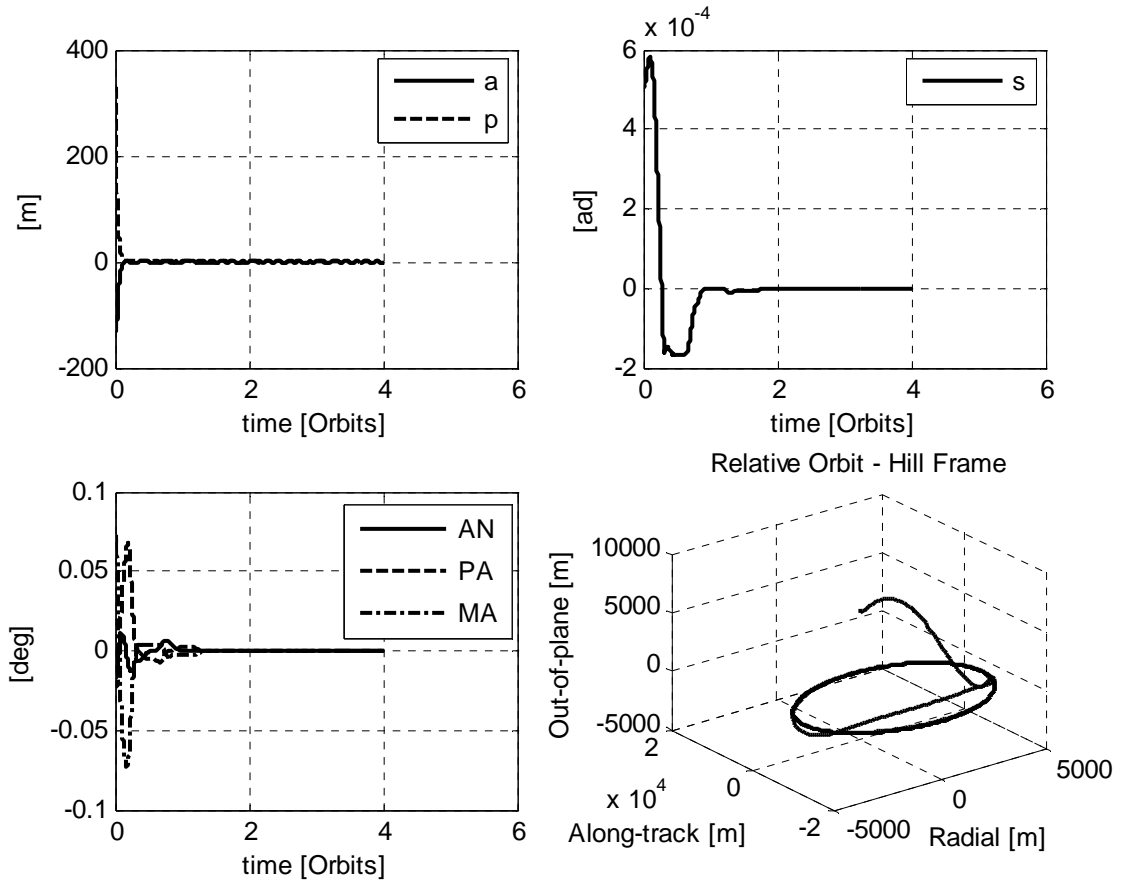 400
200
0
-200
[m]
a
p
0 2 4 6
time [Orbits]
x 10^-4
6
4
2
0
-2
[ad]
s
0 2 4 6
time [Orbits]
0.1
0.05
0
-0.05
-0.1
[deg]
AN
PA
MA
0 2 4 6
time [Orbits]
Relative Orbit - Hill Frame
10000
5000
0
-5000
Out-of-plane [m]
2
0
-2
x 10^4
Along-track [m]
-5000
0
5000
Radial [m]